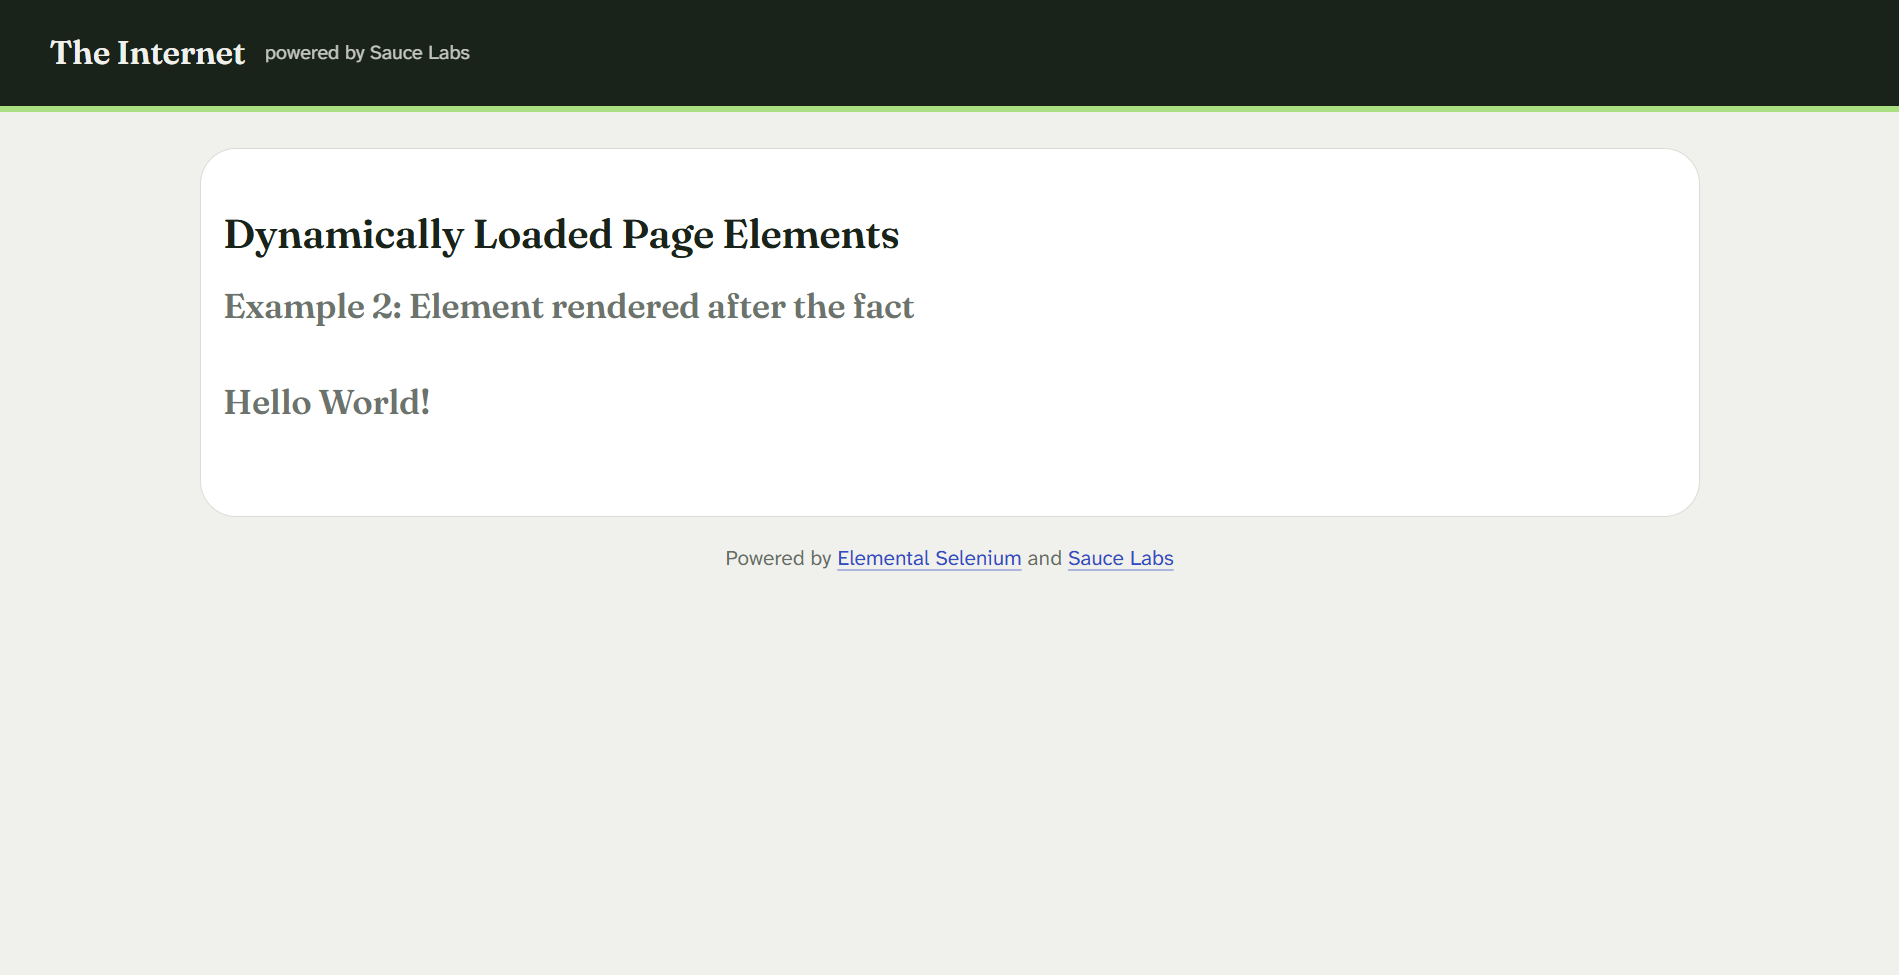 The Internet powered by Sauce Labs
Dynamically Loaded Page Elements
Example 2: Element rendered after the fact
Hello World!
Powered by Elemental Selenium and Sauce Labs